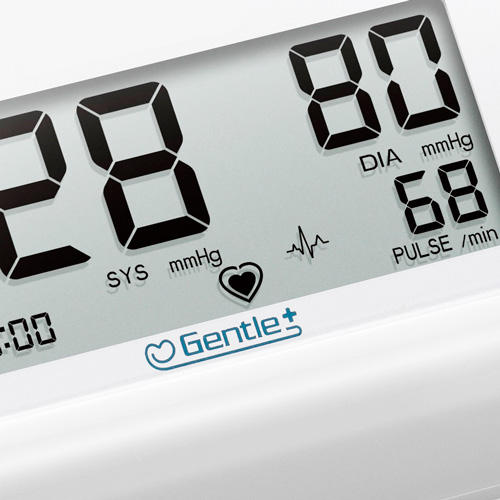 80
DIA mmHg
28
SYS mmHg
68
PULSE /min
:00
Gentle+